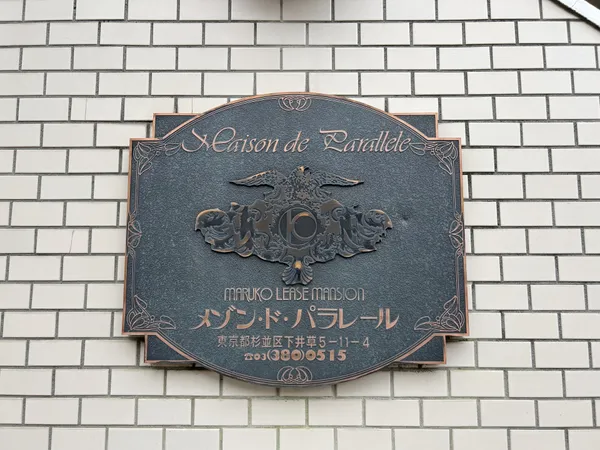 Maison de Parallele
MARUKO LEASE MANSION
メゾン・ド・パラレール
東京都杉並区下井草5-11-4
☎03(380)0515